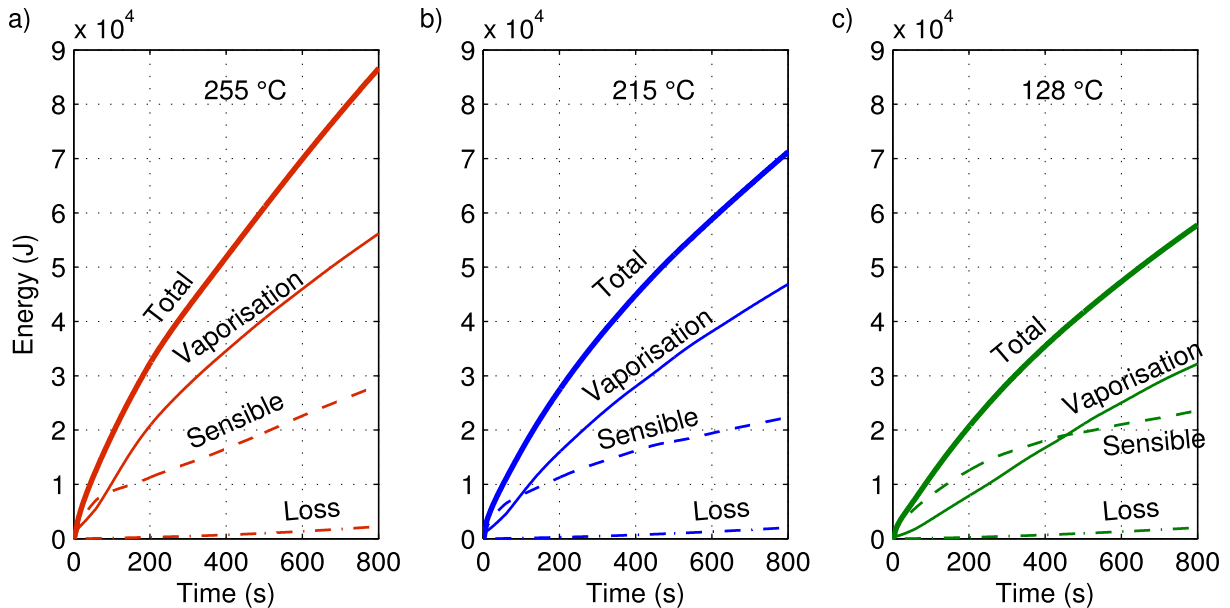 a)
x 10^4
9
8
7
6
5
4
3
2
1
0
Energy (J)
255 °C
Total
Vaporisation
Sensible
Loss
0 200 400 600 800
Time (s)
b)
x 10^4
9
8
7
6
5
4
3
2
1
0
215 °C
Total
Vaporisation
Sensible
Loss
0 200 400 600 800
Time (s)
c)
x 10^4
9
8
7
6
5
4
3
2
1
0
128 °C
Total
Vaporisation
Sensible
Loss
0 200 400 600 800
Time (s)